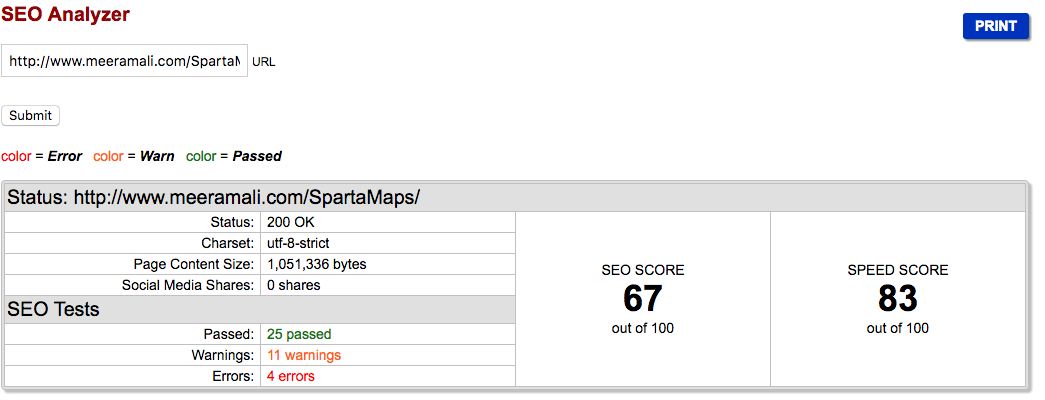 SEO Analyzer
PRINT
http://www.meeramali.com/SpartaM URL
Submit
color = Error color = Warn color = Passed
Status: http://www.meeramali.com/SpartaMaps/
Status: 200 OK
Charset: utf-8-strict
Page Content Size: 1,051,336 bytes
Social Media Shares: 0 shares
SEO Tests
Passed: 25 passed
Warnings: 11 warnings
Errors: 4 errors
SEO SCORE
67
out of 100
SPEED SCORE
83
out of 100